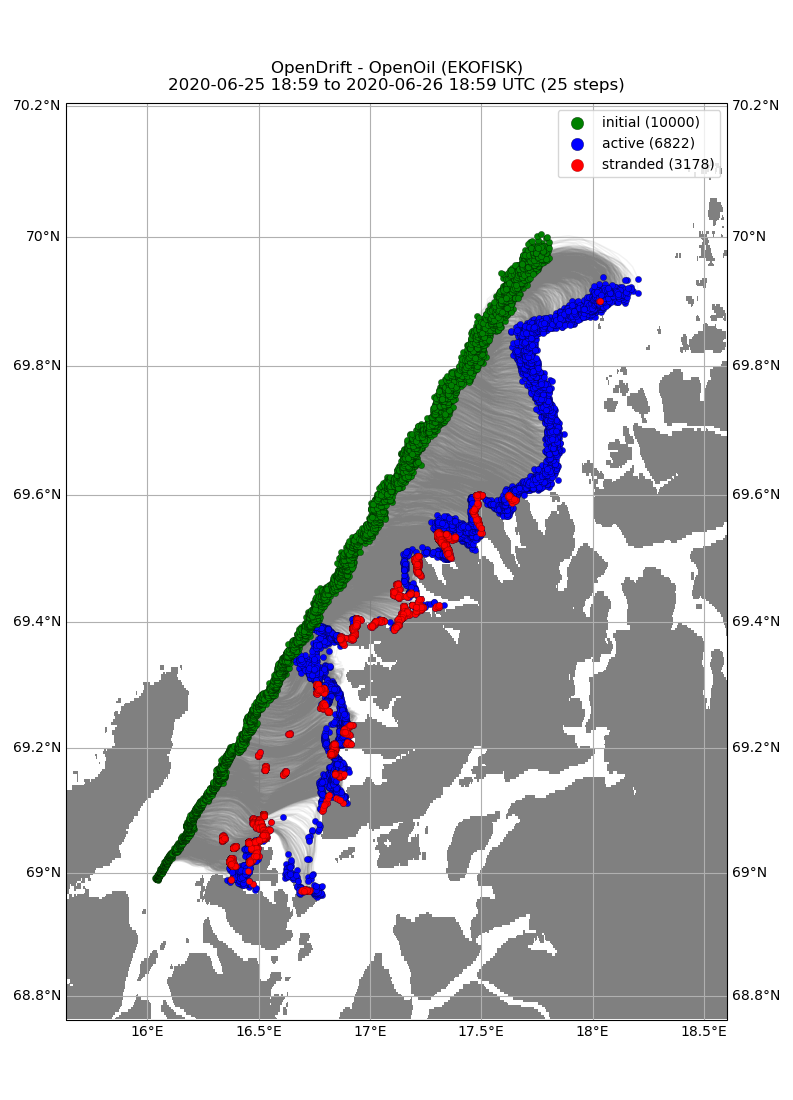 OpenDrift - OpenOil (EKOFISK)
2020-06-25 18:59 to 2020-06-26 18:59 UTC (25 steps)
70.2°N 70.2°N
initial (10000)
active (6822)
stranded (3178)
70°N 70°N
69.8°N 69.8°N
69.6°N 69.6°N
69.4°N 69.4°N
69.2°N 69.2°N
69°N 69°N
68.8°N 68.8°N
16°E 16.5°E 17°E 17.5°E 18°E 18.5°E